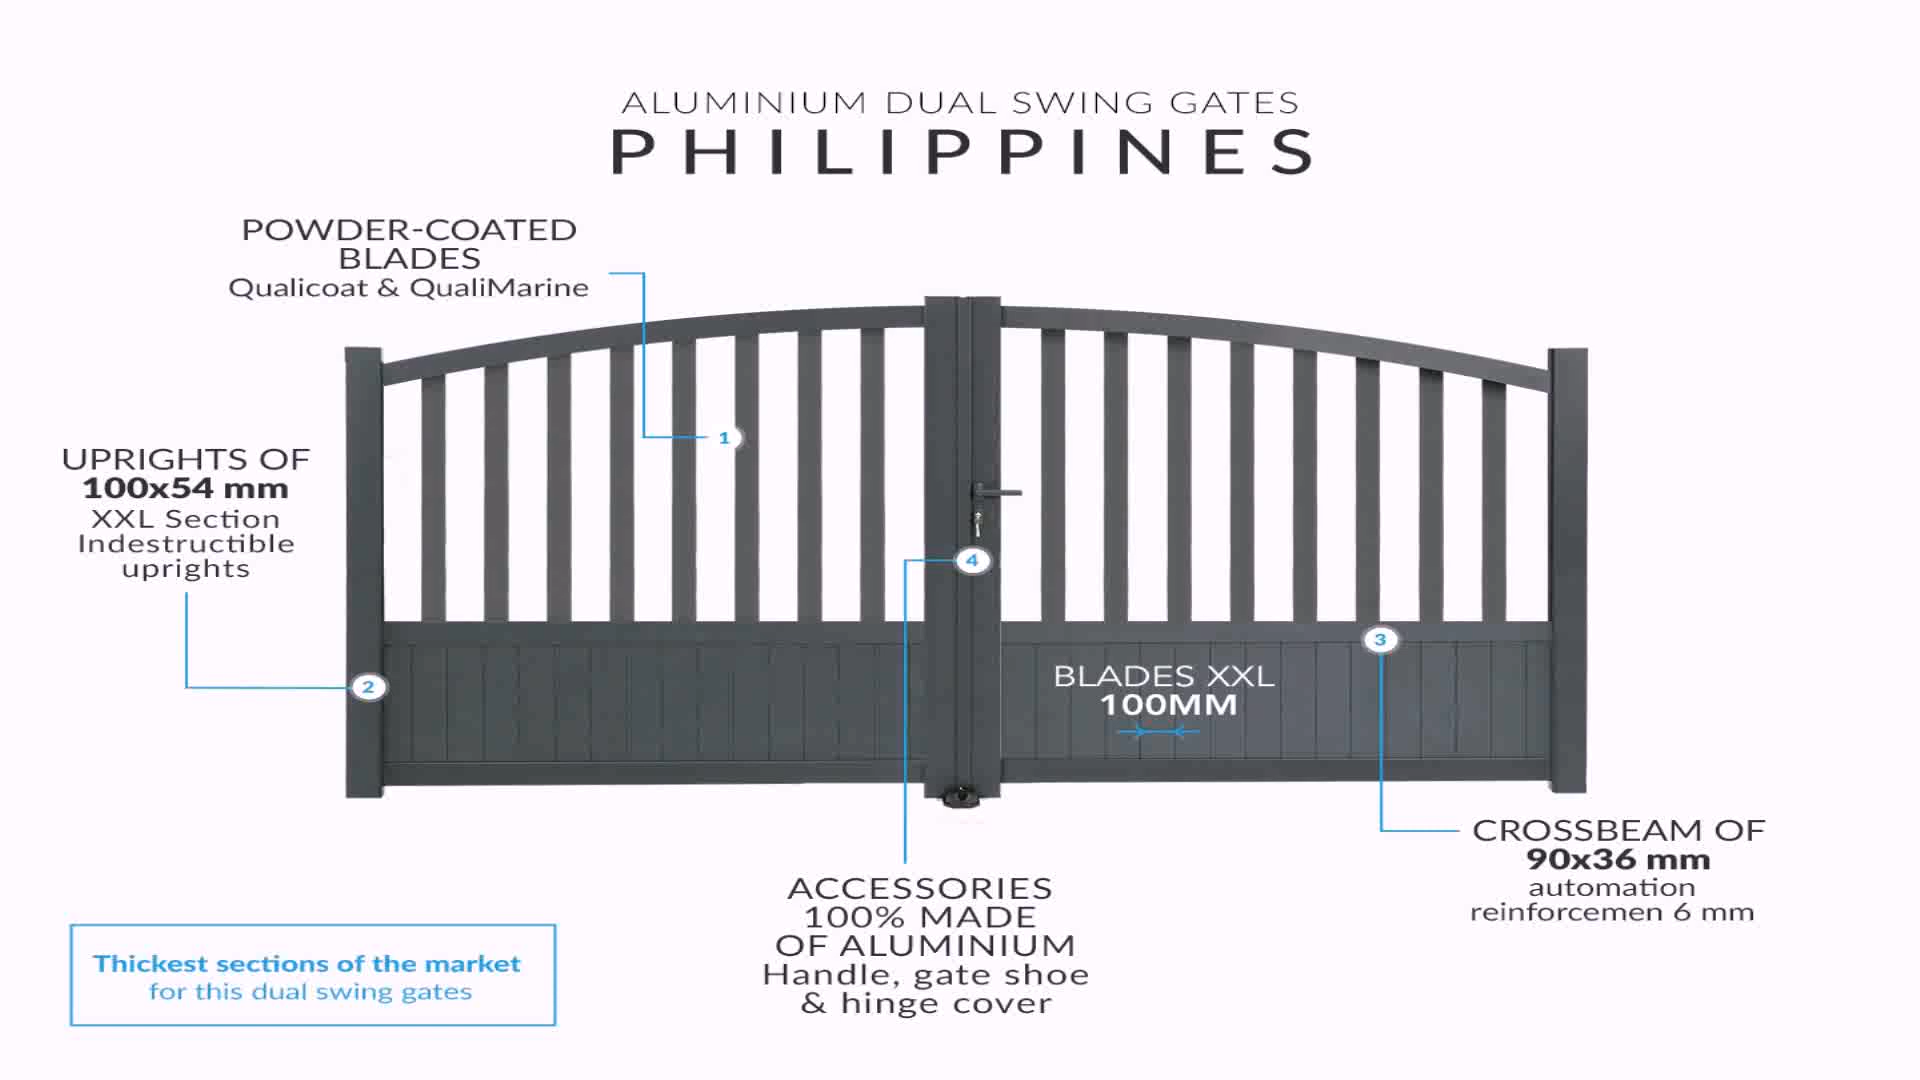 ALUMINIUM DUAL SWING GATES
PHILIPPINES
POWDER-COATED
BLADES
Qualicoat & QualiMarine
1
UPRIGHTS OF
100x54 mm
XXL Section
Indestructible
uprights
2
4
3
BLADES XXL
100MM
CROSSBEAM OF
90x36 mm
automation
reinforcemen 6 mm
ACCESSORIES
100% MADE
OF ALUMINIUM
Handle, gate shoe
& hinge cover
Thickest sections of the market
for this dual swing gates